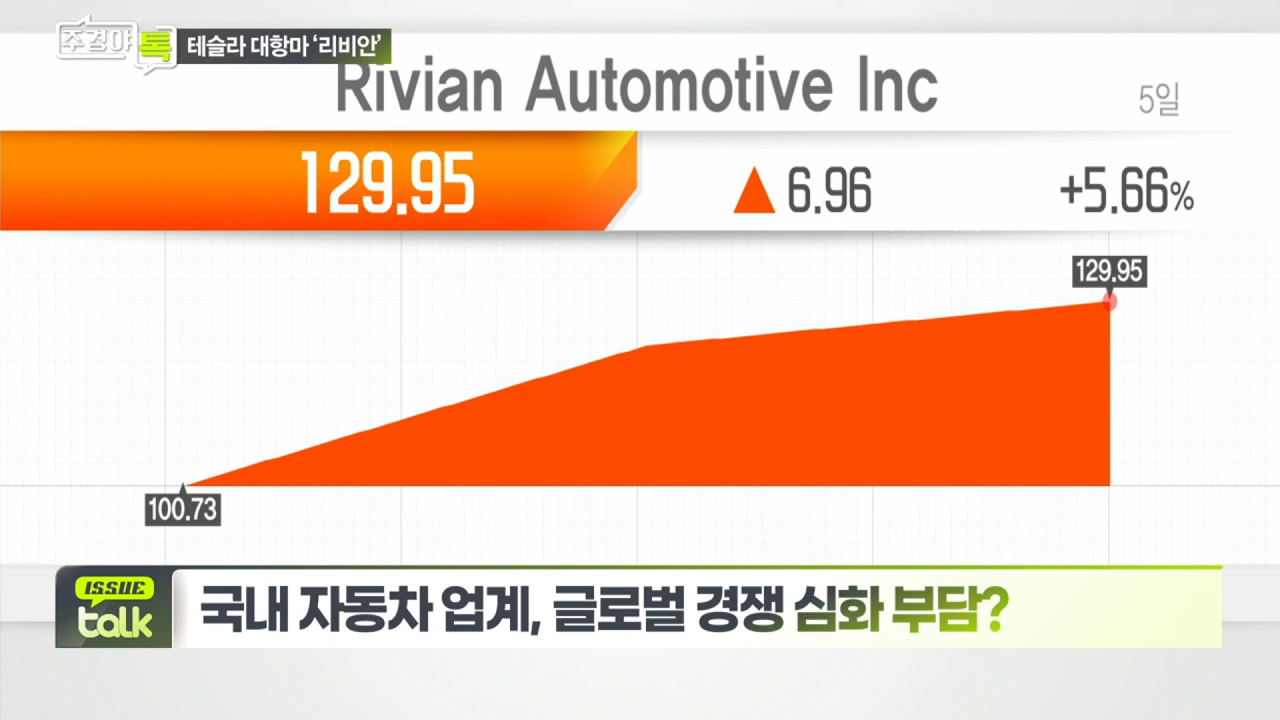 주경야
톡
테슬라 대항마 ‘리비안’
Rivian Automotive Inc
5일
129.95
▲ 6.96
+5.66%
129.95
100.73
ISSUE
talk
국내 자동차 업계, 글로벌 경쟁 심화 부담?